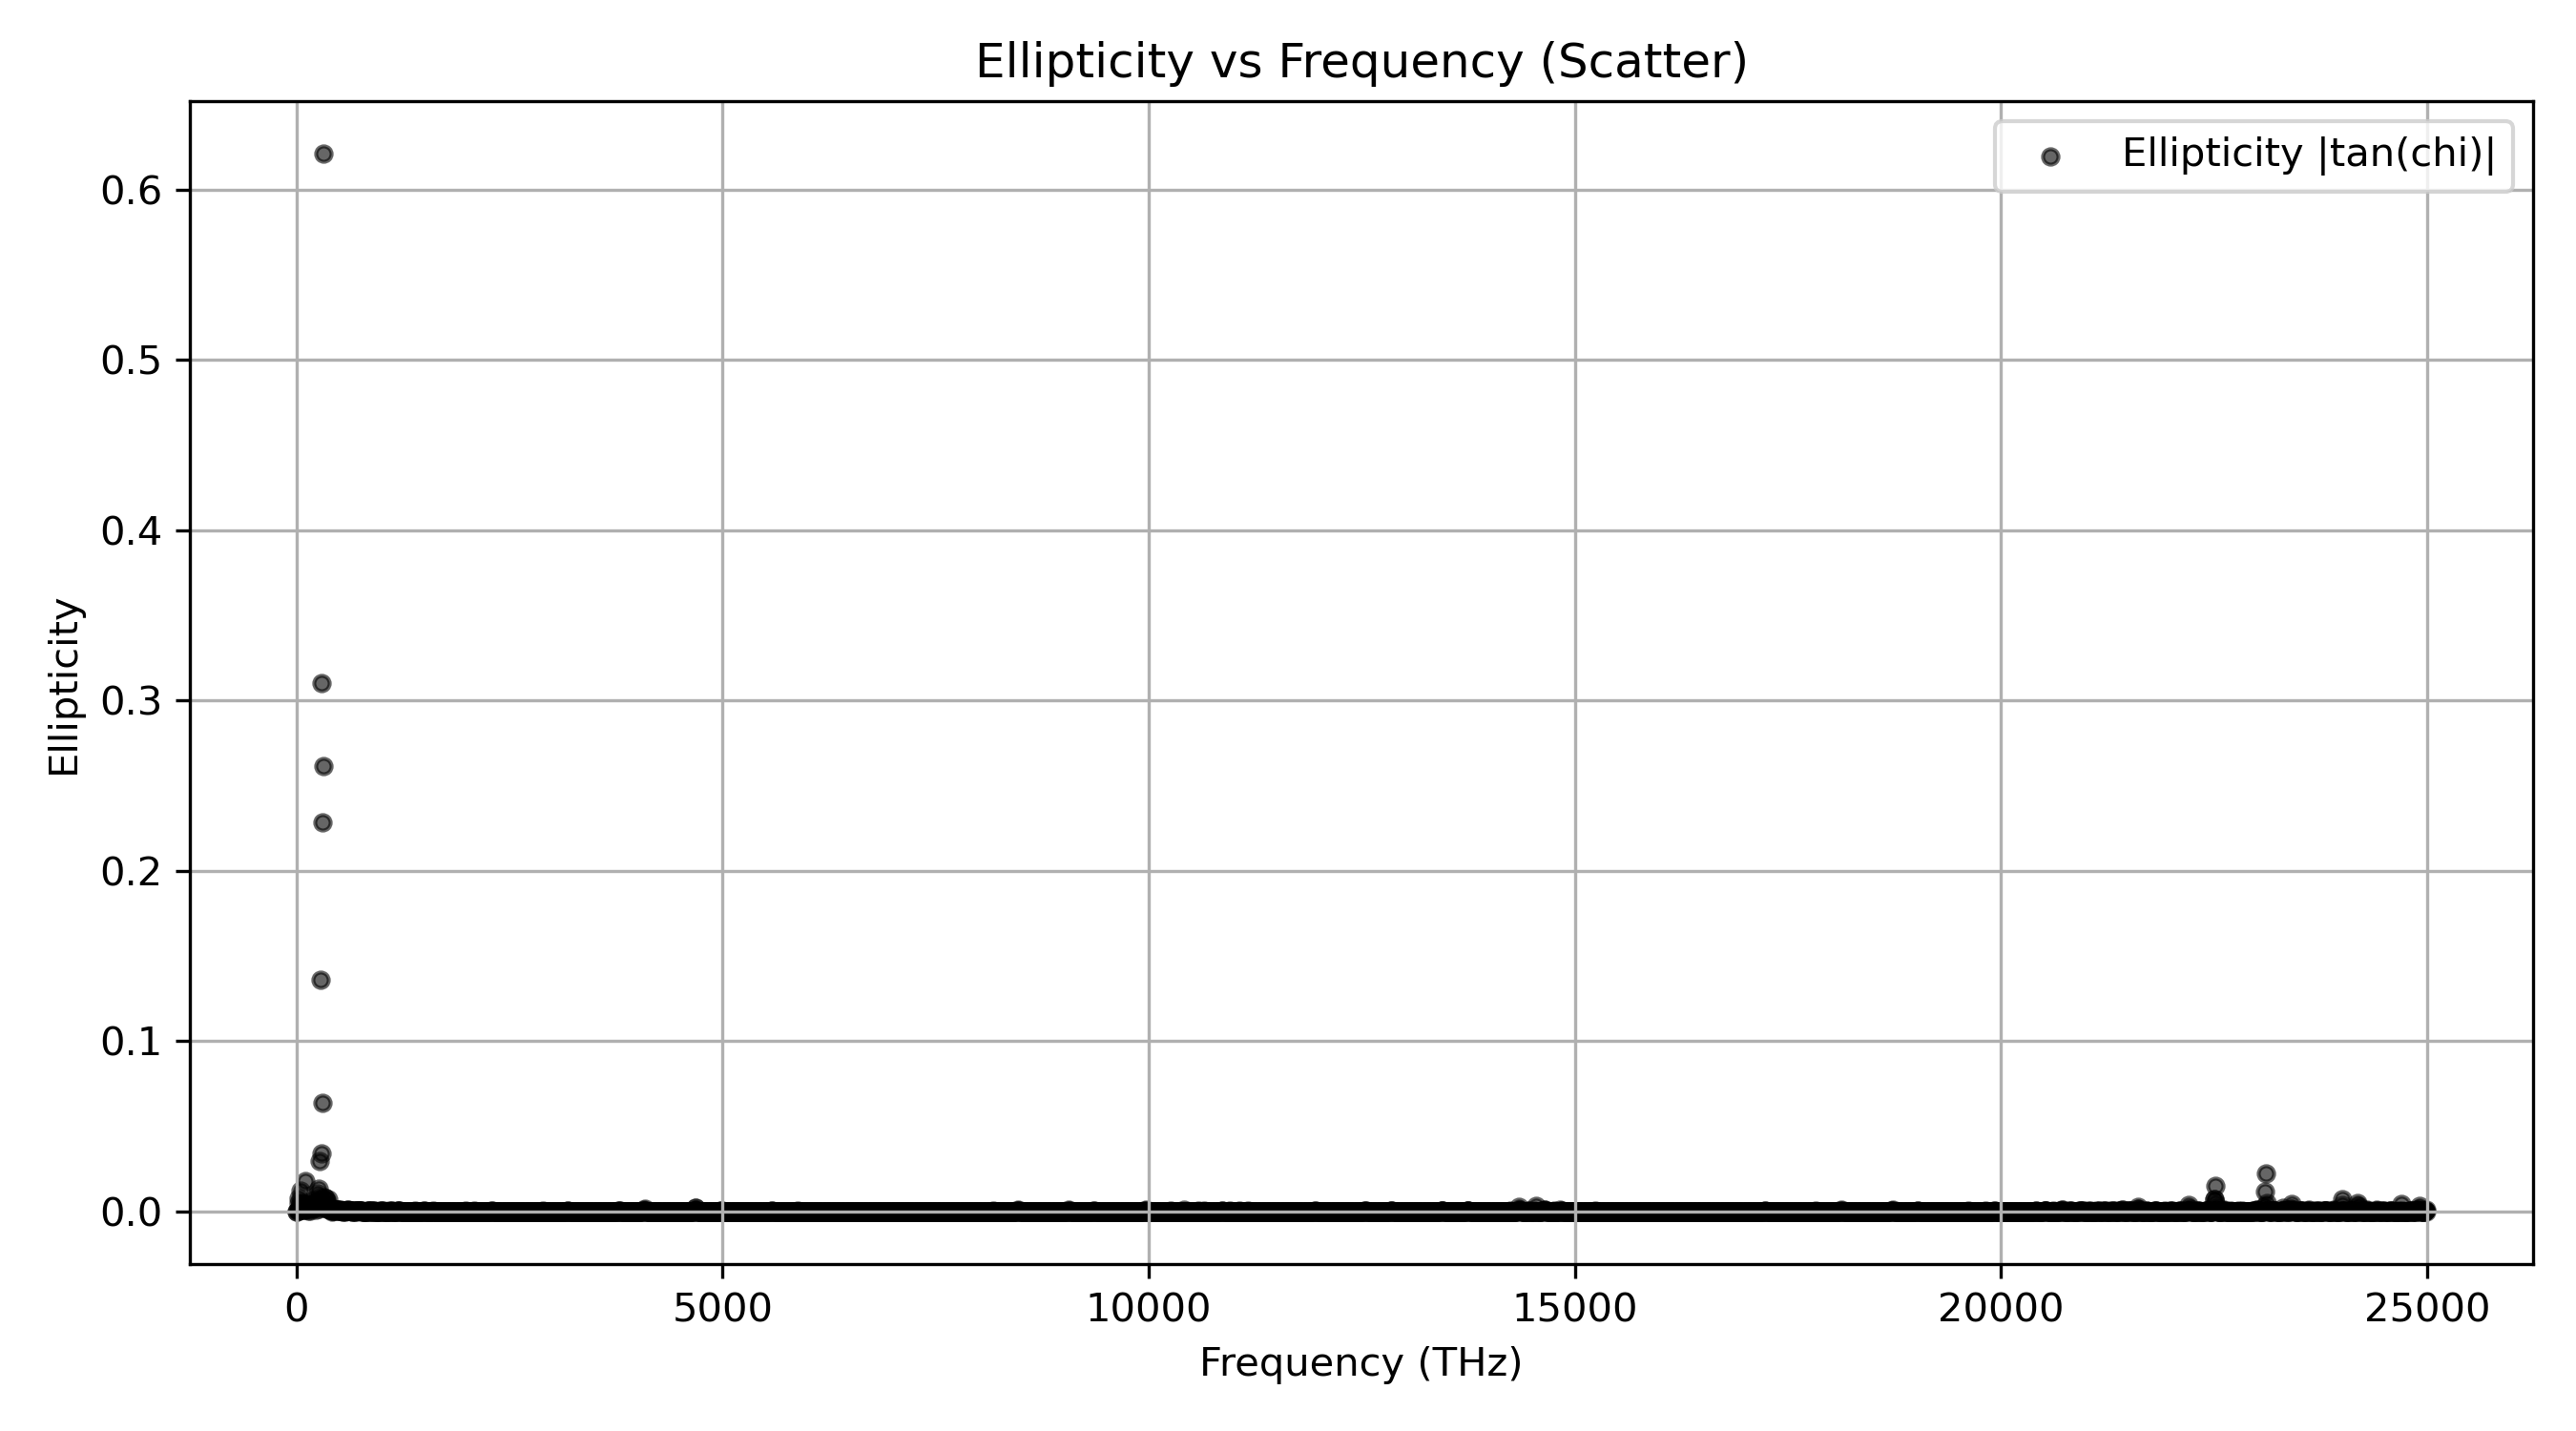 Ellipticity vs Frequency (Scatter)
Ellipticity |tan(chi)|
0.6
0.5
0.4
0.3
0.2
0.1
0.0
Ellipticity
0 5000 10000 15000 20000 25000
Frequency (THz)